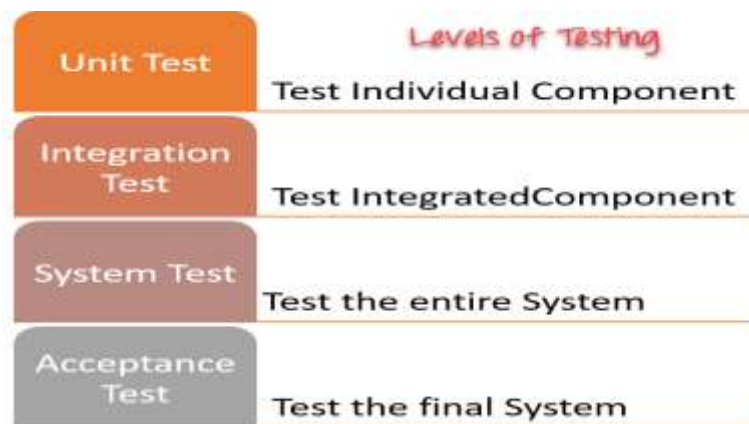 Levels of Testing
Unit Test
Test Individual Component
Integration
Test
Test IntegratedComponent
System Test
Test the entire System
Acceptance
Test
Test the final System